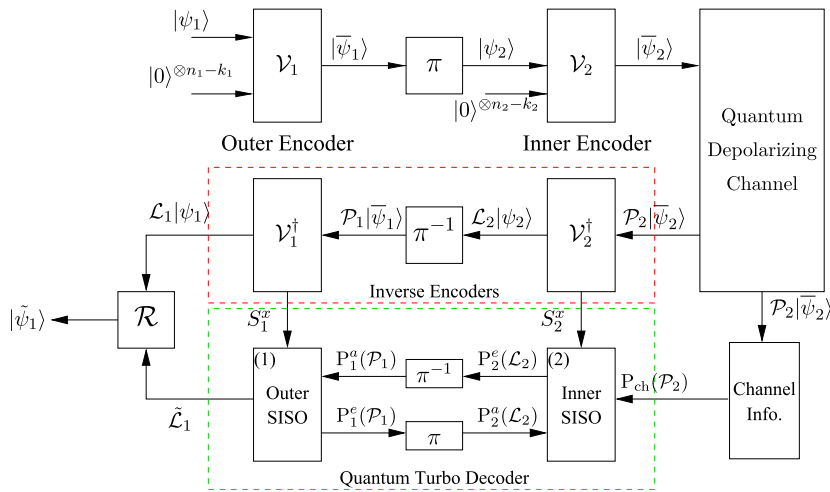 |ψ₁⟩
|0⟩^{⊗n₁−k₁}
𝒱₁
|ψ̅₁⟩
π
|ψ₂⟩
|0⟩^{⊗n₂−k₂}
𝒱₂
|ψ̅₂⟩
Quantum
Depolarizing
Channel
Outer Encoder
Inner Encoder
ℒ₁|ψ₁⟩
𝒱₁†
𝒫₁|ψ̅₁⟩
π⁻¹
ℒ₂|ψ₂⟩
𝒱₂†
𝒫₂|ψ̅₂⟩
Inverse Encoders
|ψ̃₁⟩
ℛ
S₁ˣ
S₂ˣ
𝒫₂|ψ̅₂⟩
(1)
Outer
SISO
P₁ᵃ(𝒫₁)
π⁻¹
P₂ᵉ(ℒ₂)
(2)
Inner
SISO
P_ch(𝒫₂)
Channel
Info.
ℒ̃₁
P₁ᵉ(𝒫₁)
π
P₂ᵃ(ℒ₂)
Quantum Turbo Decoder